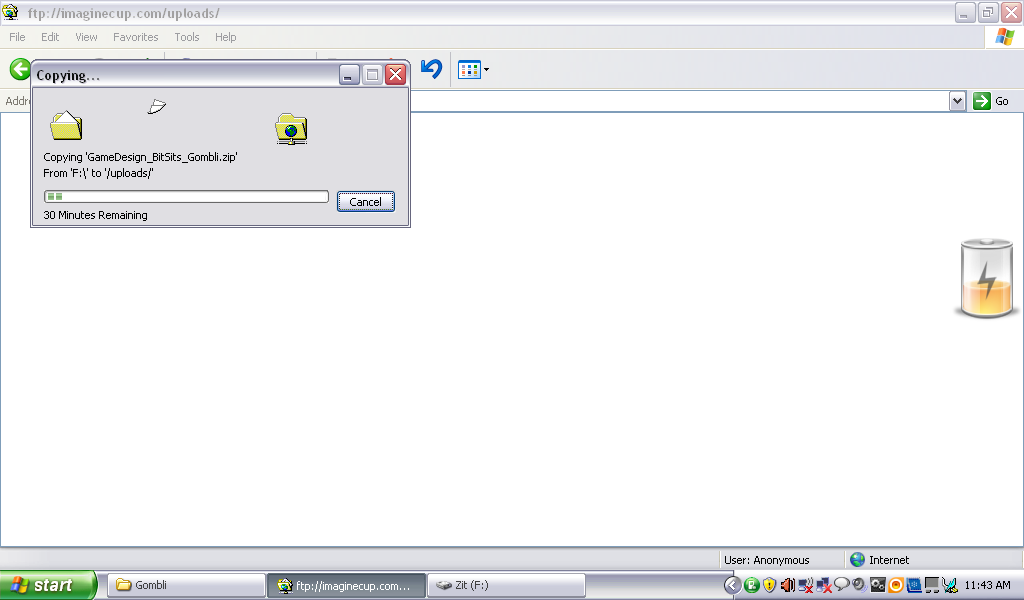 ftp://imaginecup.com/uploads/
File Edit View Favorites Tools Help
Copying...
Addr
Go
Copying 'GameDesign_BitSits_Gombli.zip'
From 'F:\' to '/uploads/'
Cancel
30 Minutes Remaining
User: Anonymous
Internet
start
Gombli
ftp://imaginecup.com...
Zit (F:)
11:43 AM